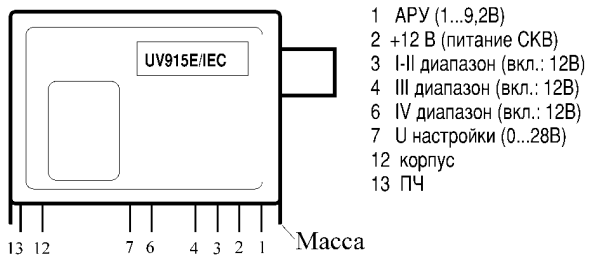 UV915E/IEC
1 АРУ (1...9,2В)
2 +12 В (питание СКВ)
3 I-II диапазон (вкл.: 12В)
4 III диапазон (вкл.: 12В)
6 IV диапазон (вкл.: 12В)
7 U настройки (0...28В)
12 корпус
13 ПЧ
13 12 7 6 4 3 2 1 Масса